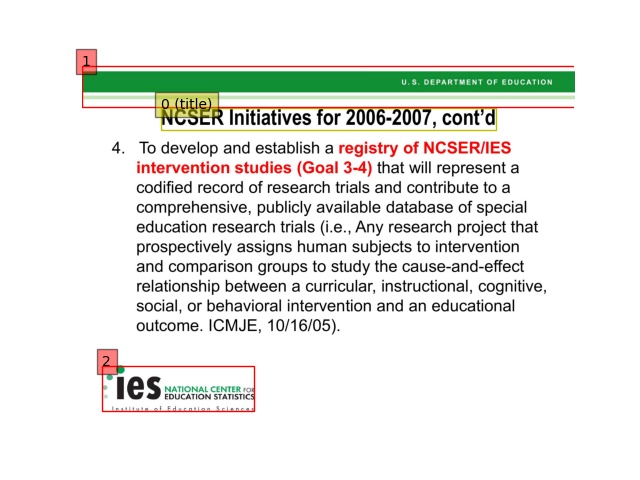 1
U.S. DEPARTMENT OF EDUCATION
0 (title)
NCSER Initiatives for 2006-2007, cont'd
4. To develop and establish a registry of NCSER/IES
intervention studies (Goal 3-4) that will represent a
codified record of research trials and contribute to a
comprehensive, publicly available database of special
education research trials (i.e., Any research project that
prospectively assigns human subjects to intervention
and comparison groups to study the cause-and-effect
relationship between a curricular, instructional, cognitive,
social, or behavioral intervention and an educational
outcome. ICMJE, 10/16/05).
2
ies NATIONAL CENTER FOR
EDUCATION STATISTICS
Institute of Education Sciences